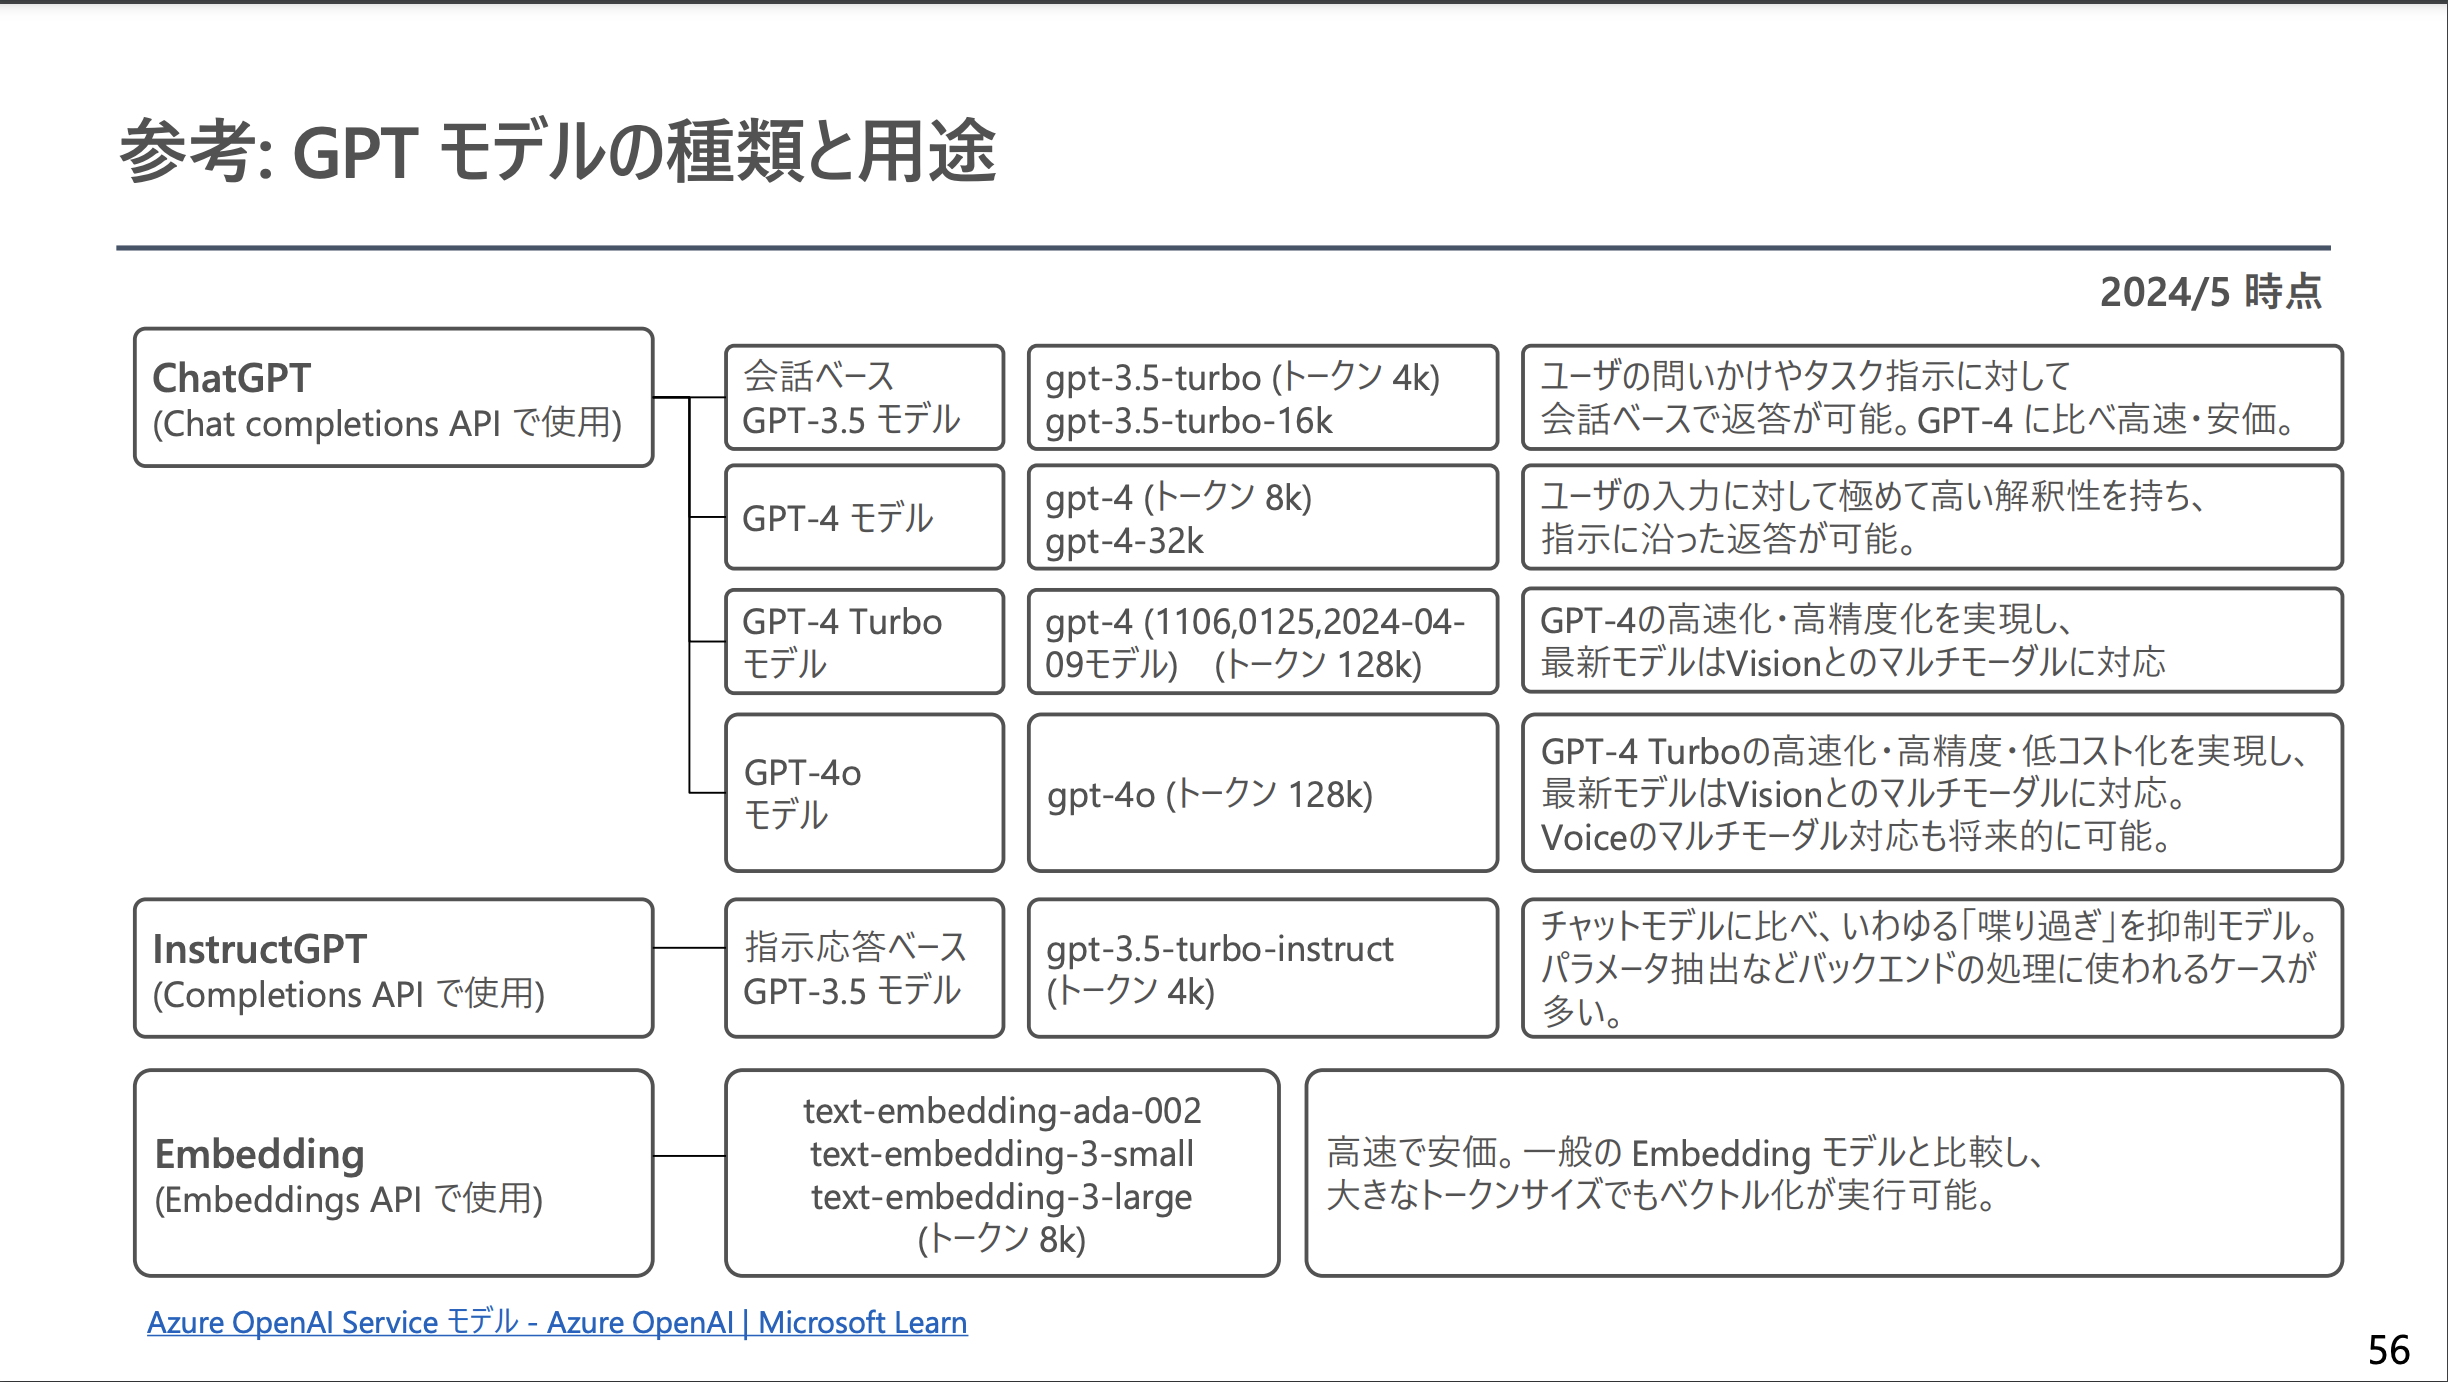 参考: GPT モデルの種類と用途
2024/5 時点
ChatGPT
(Chat completions API で使用)
会話ベース
GPT-3.5 モデル
gpt-3.5-turbo (トークン 4k)
gpt-3.5-turbo-16k
ユーザの問いかけやタスク指示に対して
会話ベースで返答が可能。GPT-4 に比べ高速・安価。
GPT-4 モデル
gpt-4 (トークン 8k)
gpt-4-32k
ユーザの入力に対して極めて高い解釈性を持ち、
指示に沿った返答が可能。
GPT-4 Turbo
モデル
gpt-4 (1106,0125,2024-04-
09モデル) (トークン 128k)
GPT-4の高速化・高精度化を実現し、
最新モデルはVisionとのマルチモーダルに対応
GPT-4o
モデル
gpt-4o (トークン 128k)
GPT-4 Turboの高速化・高精度・低コスト化を実現し、
最新モデルはVisionとのマルチモーダルに対応。
Voiceのマルチモーダル対応も将来的に可能。
InstructGPT
(Completions API で使用)
指示応答ベース
GPT-3.5 モデル
gpt-3.5-turbo-instruct
(トークン 4k)
チャットモデルに比べ、いわゆる「喋り過ぎ」を抑制モデル。
パラメータ抽出などバックエンドの処理に使われるケースが
多い。
Embedding
(Embeddings API で使用)
text-embedding-ada-002
text-embedding-3-small
text-embedding-3-large
(トークン 8k)
高速で安価。一般の Embedding モデルと比較し、
大きなトークンサイズでもベクトル化が実行可能。
Azure OpenAI Service モデル - Azure OpenAI | Microsoft Learn
56